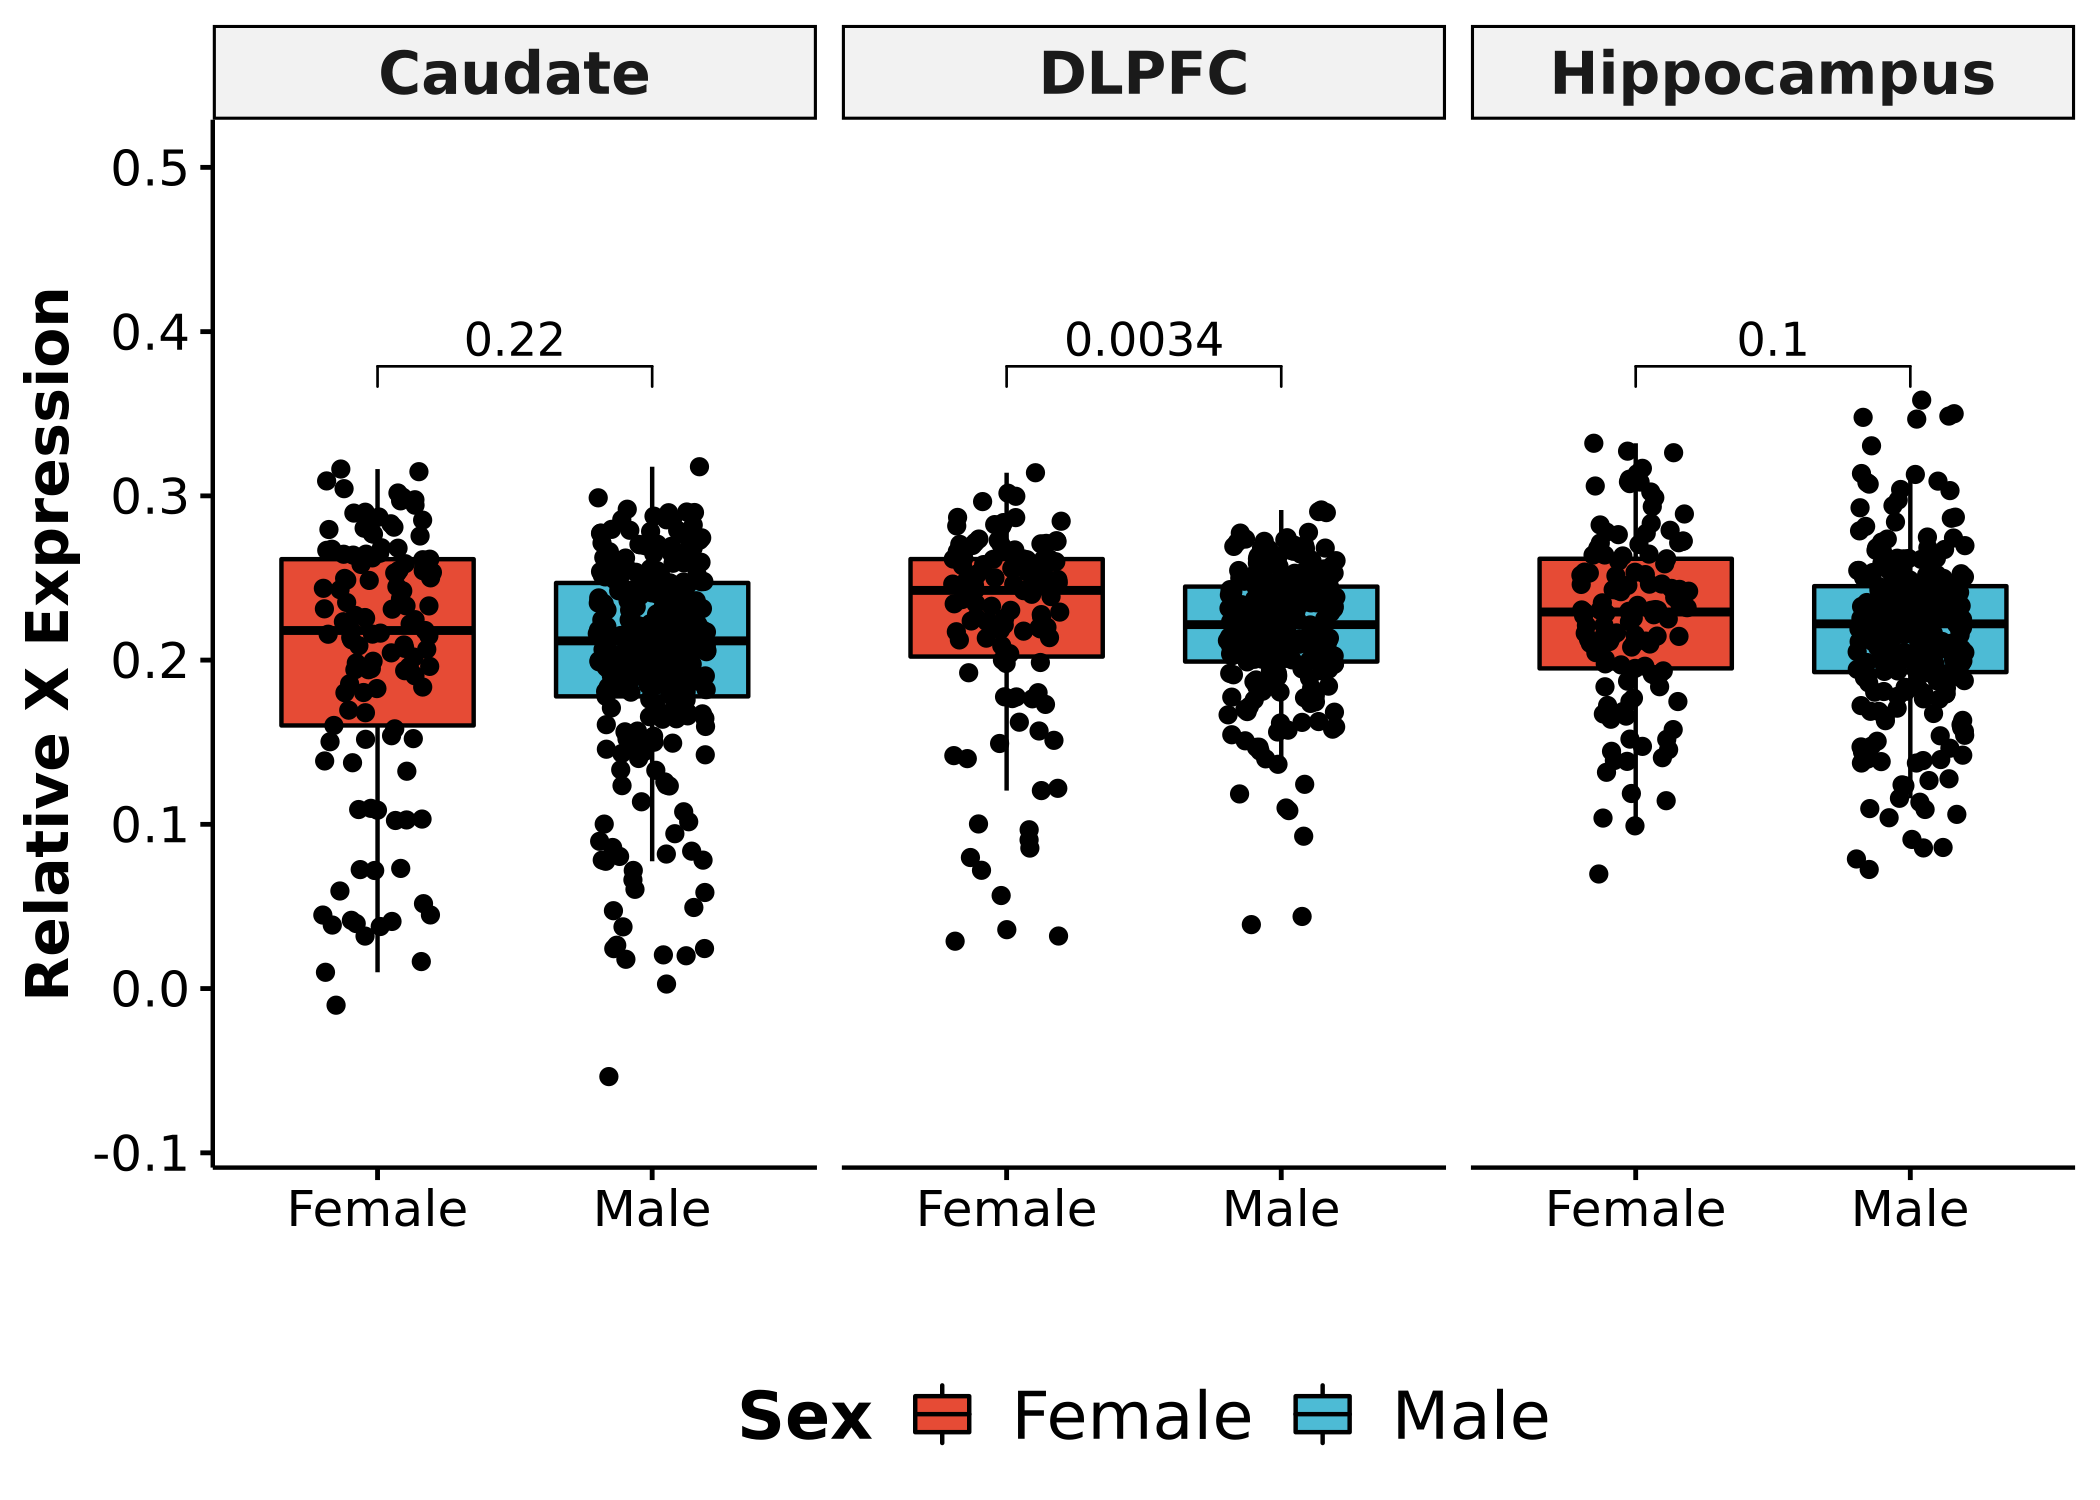 Caudate DLPFC Hippocampus
Relative X Expression
0.5
0.4
0.3
0.2
0.1
0.0
-0.1
0.22 0.0034 0.1
Female Male Female Male Female Male
Sex Female Male